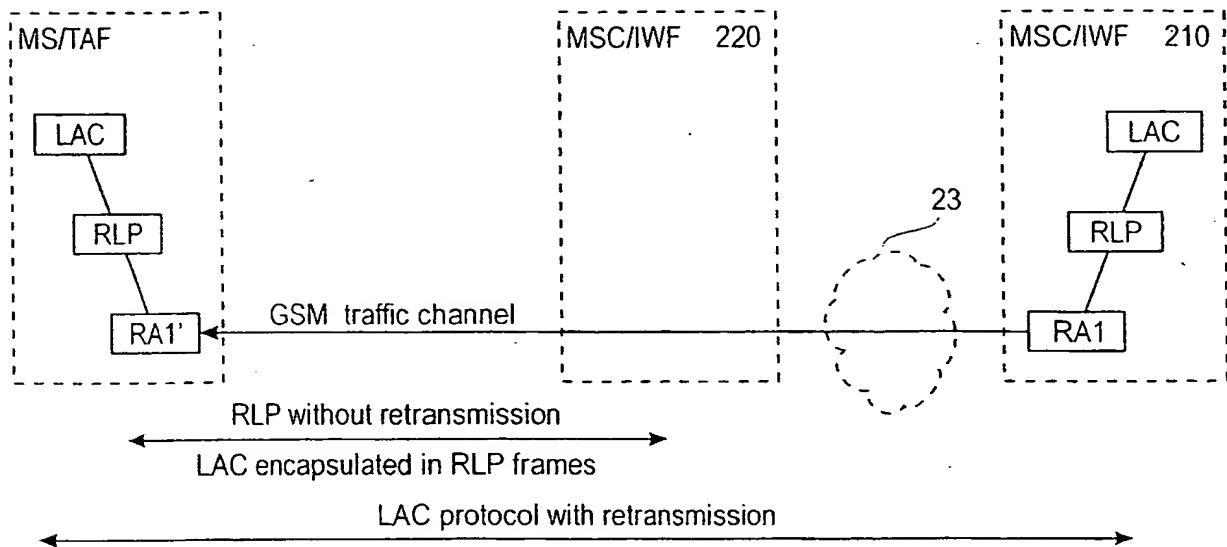 MS/TAF
MSC/IWF 220
MSC/IWF 210
LAC
LAC
RLP
RLP
23
GSM traffic channel
RA1'
RA1
RLP without retransmission
LAC encapsulated in RLP frames
LAC protocol with retransmission